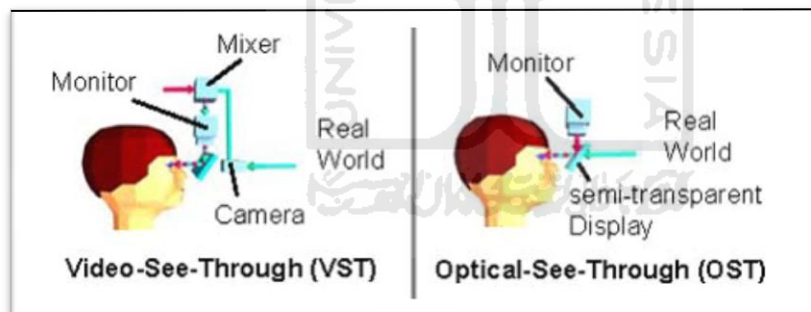 Mixer
Monitor
Real
World
Camera
Video-See-Through (VST)
Monitor
Real
World
semi-transparent
Display
Optical-See-Through (OST)